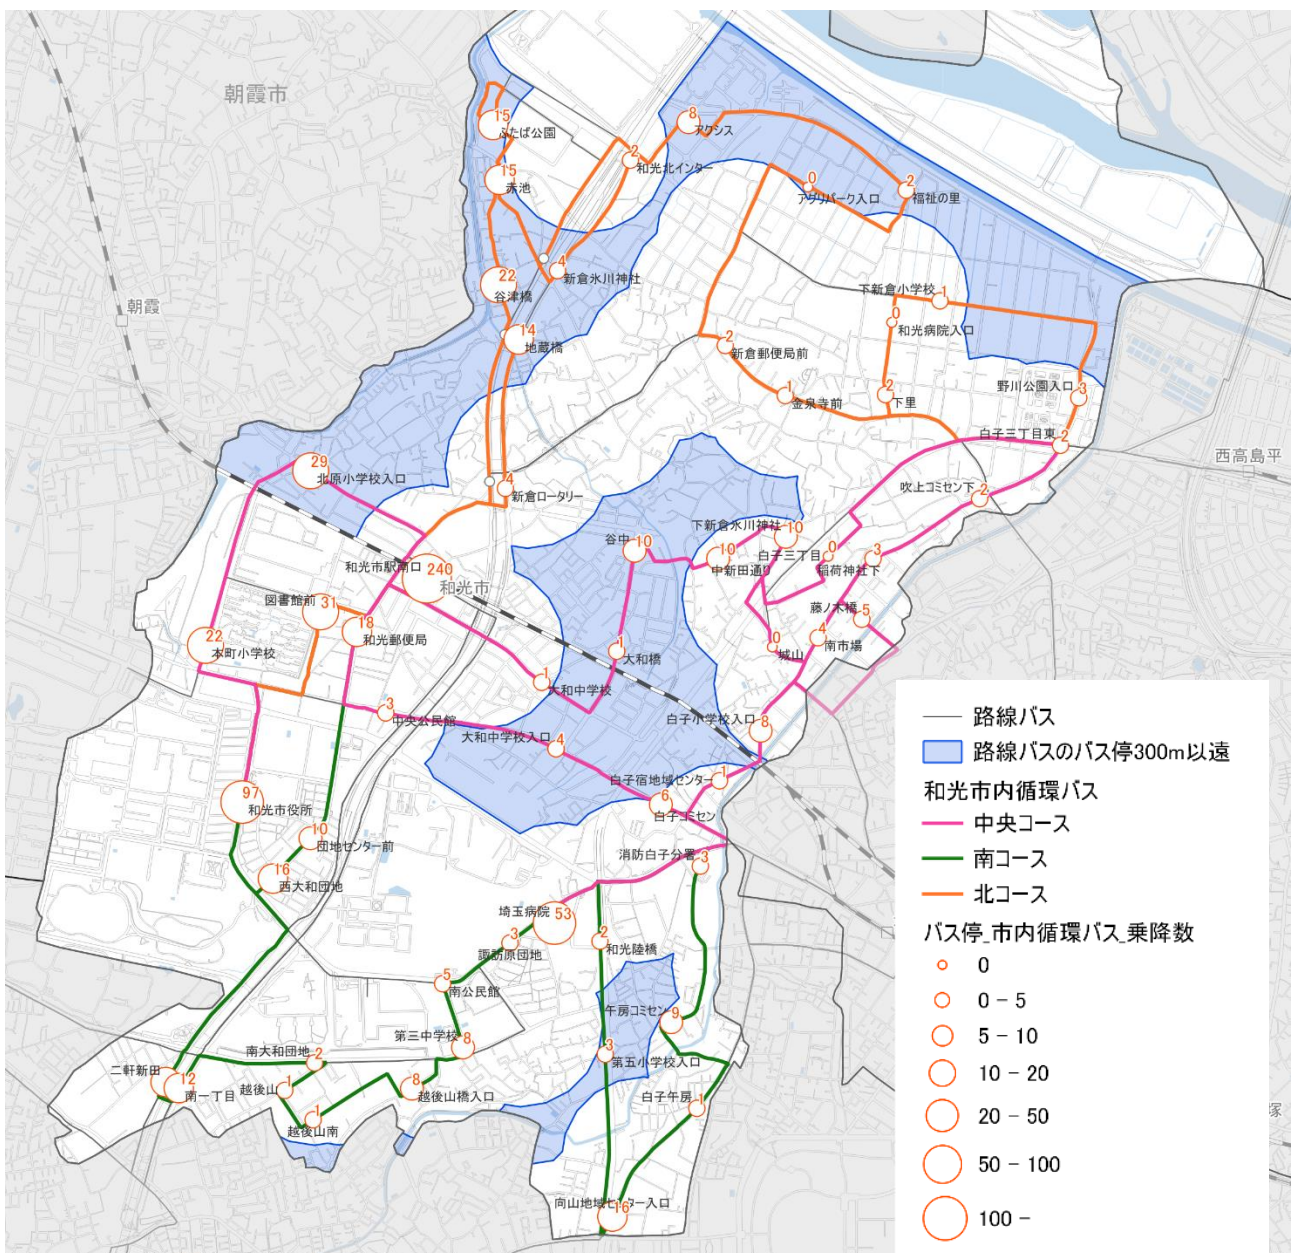 朝霞市
15
ふたば公園
8
アクシス
2
和光北インター
15
赤池
0
アグリパーク入口
2
福祉の里
4
新倉氷川神社
22
谷津橋
朝霞
下新倉小学校
1
0
和光病院入口
14
地蔵橋
2
新倉郵便局前
野川公園入口
3
1
金泉寺前
2
下里
白子三丁目東
2
西高島平
29
北原小学校入口
4
新倉ロータリー
吹上コミセン下
2
下新倉氷川神社
10
谷中
10
10
中新田通り
白子三丁目
0
稲荷神社下
3
和光市駅南口
240
和光市
図書館前
31
18
和光郵便局
藤ノ木橋
5
22
本町小学校
1
大和橋
0
城山
4
南市場
1
大和中学校
3
中央公民館
白子小学校入口
8
大和中学校入口
4
白子宿地域センター
1
97
和光市役所
6
白子コミセン
10
団地センター前
消防白子分署
3
16
西大和団地
埼玉病院
53
3
諏訪原団地
2
和光陸橋
5
南公民館
午房コミセン
9
第三中学校
8
南大和団地
2
3
第五小学校入口
二軒新田
12
南一丁目
越後山
1
8
越後山橋入口
白子午房
1
1
越後山南
向山地域センター入口
16
塚
路線バス
路線バスのバス停300m以遠
和光市内循環バス
中央コース
南コース
北コース
バス停_市内循環バス_乗降数
0
0 - 5
5 - 10
10 - 20
20 - 50
50 - 100
100 -